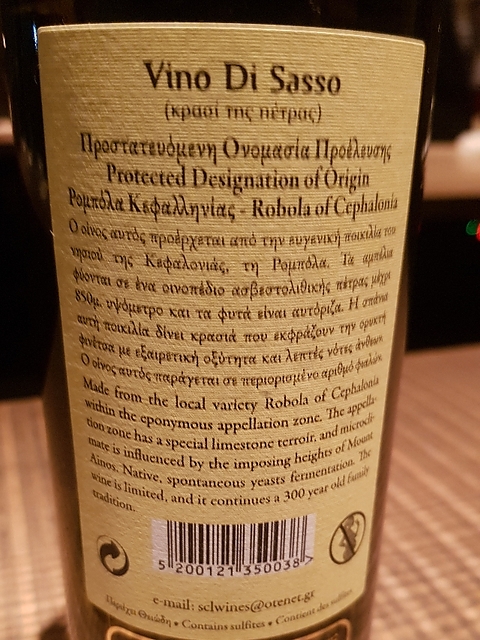 Vino Di Sasso
(κρασί της πέτρας)
Προστατευόμενη Ονομασία Προέλευσης
Protected Designation of Origin
Ρομπόλα Κεφαλληνίας - Robola of Cephalonia
Ο οίνος αυτός προέρχεται από την ευγενική ποικιλία του
νησιού της Κεφαλονιάς, τη Ρομπόλα. Τα αμπέλια
φύονται σε ένα οινοπέδιο ασβεστολιθικής πέτρας μέχρι
850μ. υψόμετρο και τα φυτά είναι αυτόριζα. Η σπάνια
αυτή ποικιλία δίνει κρασιά που εκφράζουν την ορυκτή
φινέτσα με εξαιρετική οξύτητα και λεπτές νότες άνθεων.
Ο οίνος αυτός παράγεται σε περιορισμένο αριθμό φιαλών.
Made from the local variety Robola of Cephalonia
within the eponymous appellation zone. The appella-
tion zone has a special limestone terroir, and microcli-
mate is influenced by the imposing heights of Mount
Ainos. Native, spontaneous yeasts fermentation. The
wine is limited, and it continues a 300 year old family
tradition.
5 200121 350038 >
e-mail: sclwines@otenet.gr
Περιέχει Θειώδη • Contains sulfites • Contient des sulfites